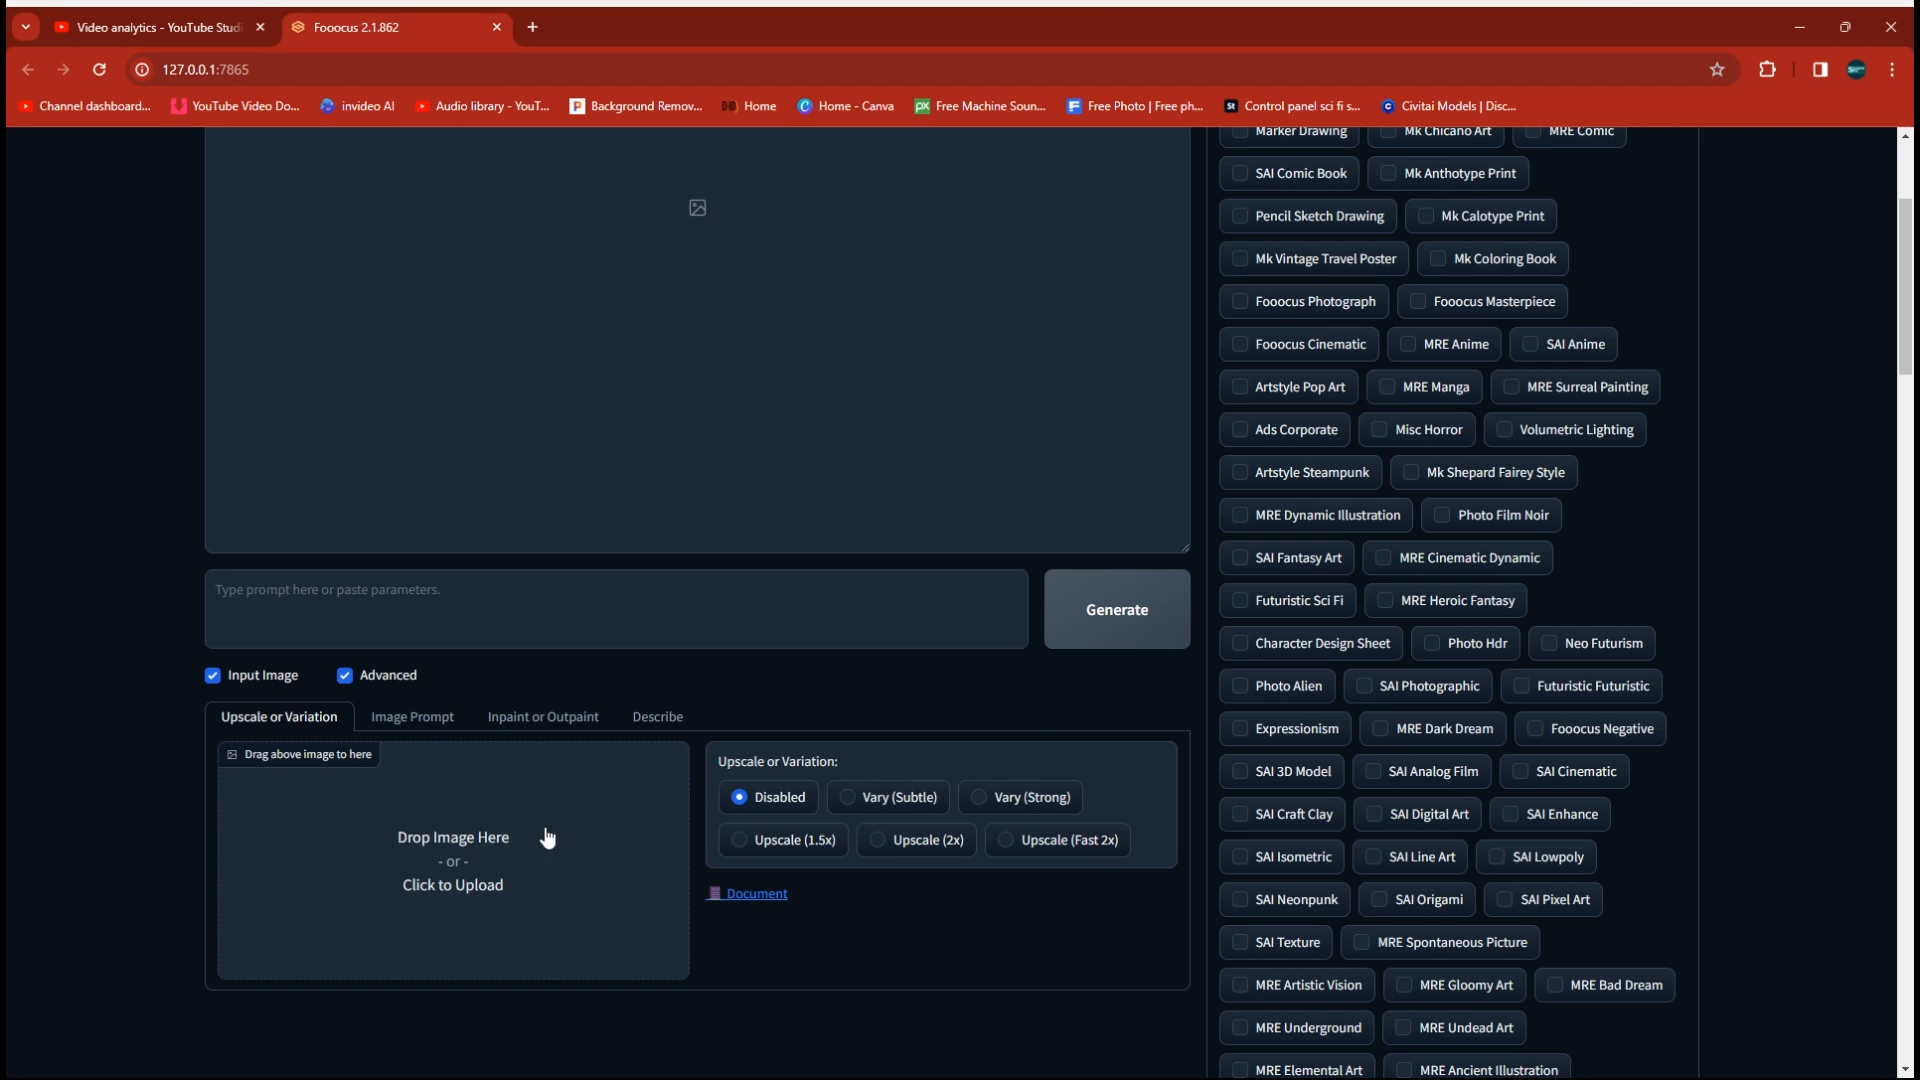 Video analytics - YouTube Studi
Fooocus 2.1.862
127.0.0.1:7865
Channel dashboard...
YouTube Video Do...
invideo AI
Audio library - YouT...
Background Remov...
Home
Home - Canva
Free Machine Soun...
Free Photo | Free ph...
Control panel sci fi s...
Civitai Models | Disc...
Marker Drawing
Mk Chicano Art
MRE Comic
SAI Comic Book
Mk Anthotype Print
Pencil Sketch Drawing
Mk Calotype Print
Mk Vintage Travel Poster
Mk Coloring Book
Fooocus Photograph
Fooocus Masterpiece
Fooocus Cinematic
MRE Anime
SAI Anime
Artstyle Pop Art
MRE Manga
MRE Surreal Painting
Ads Corporate
Misc Horror
Volumetric Lighting
Artstyle Steampunk
Mk Shepard Fairey Style
MRE Dynamic Illustration
Photo Film Noir
SAI Fantasy Art
MRE Cinematic Dynamic
Futuristic Sci Fi
MRE Heroic Fantasy
Character Design Sheet
Photo Hdr
Neo Futurism
Photo Alien
SAI Photographic
Futuristic Futuristic
Expressionism
MRE Dark Dream
Fooocus Negative
SAI 3D Model
SAI Analog Film
SAI Cinematic
SAI Craft Clay
SAI Digital Art
SAI Enhance
SAI Isometric
SAI Line Art
SAI Lowpoly
SAI Neonpunk
SAI Origami
SAI Pixel Art
SAI Texture
MRE Spontaneous Picture
MRE Artistic Vision
MRE Gloomy Art
MRE Bad Dream
MRE Underground
MRE Undead Art
MRE Elemental Art
MRE Ancient Illustration
Type prompt here or paste parameters.
Generate
Input Image
Advanced
Upscale or Variation
Image Prompt
Inpaint or Outpaint
Describe
Drag above image to here
Drop Image Here
- or -
Click to Upload
Upscale or Variation:
Disabled
Vary (Subtle)
Vary (Strong)
Upscale (1.5x)
Upscale (2x)
Upscale (Fast 2x)
Document